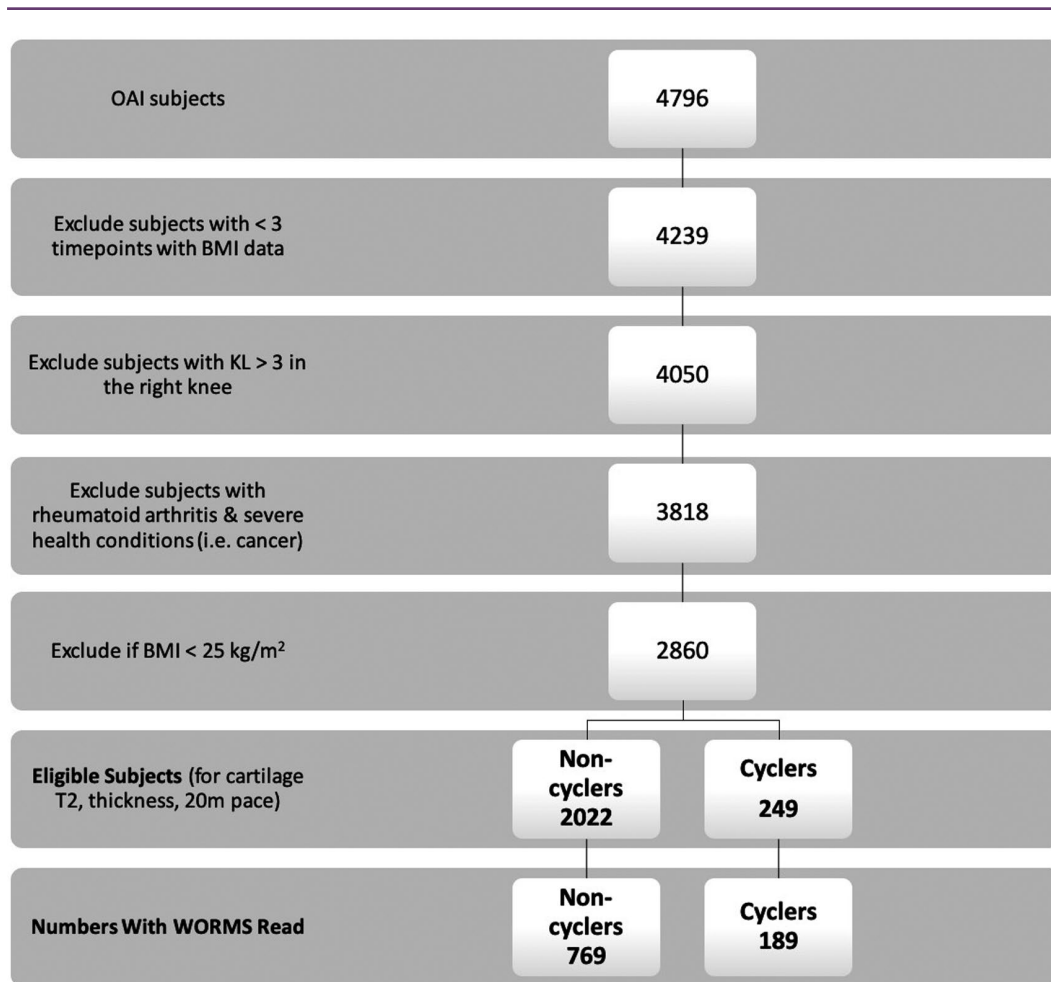 OAI subjects
4796
Exclude subjects with < 3
timepoints with BMI data
4239
Exclude subjects with KL > 3 in
the right knee
4050
Exclude subjects with
rheumatoid arthritis & severe
health conditions (i.e. cancer)
3818
Exclude if BMI < 25 kg/m²
2860
Eligible Subjects (for cartilage
T2, thickness, 20m pace)
Non-
cyclers
2022
Cyclers
249
Numbers With WORMS Read
Non-
cyclers
769
Cyclers
189